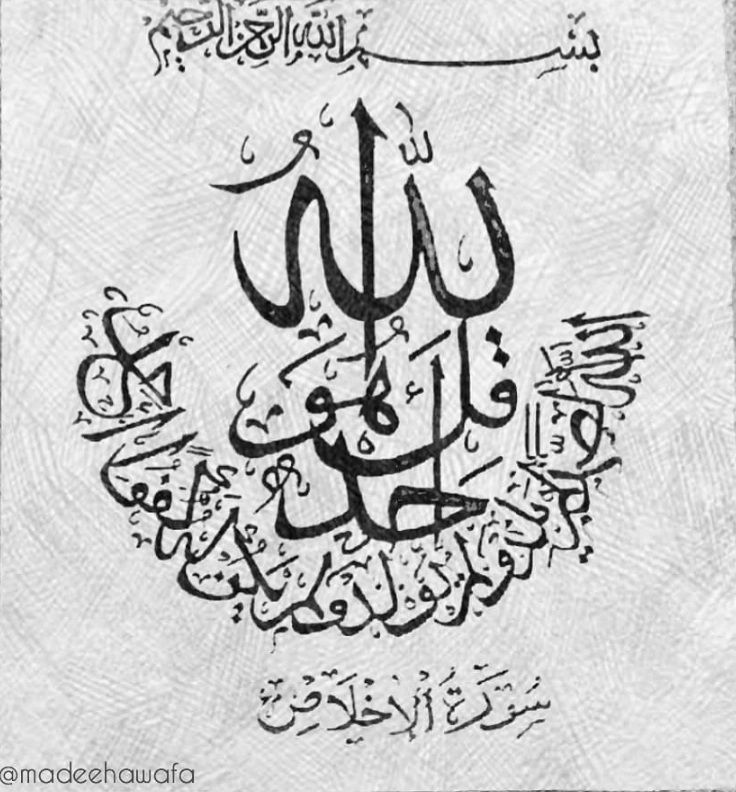 بسم الله الرحمن الرحيم
قل هو الله أحد
الله الصمد لم يلد ولم يولد ولم يكن له كفوا أحد
سورة الإخلاص
@madeehawafa